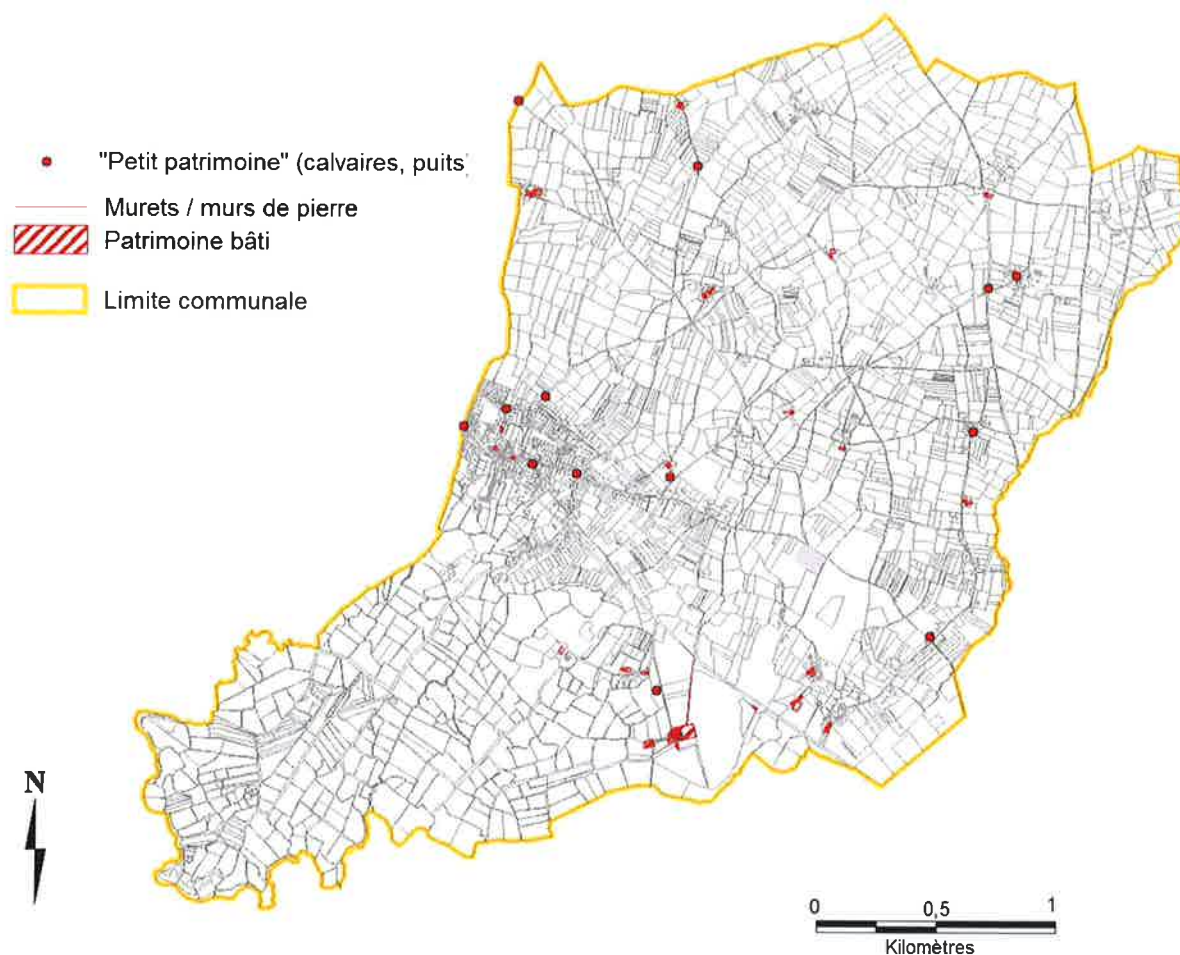 "Petit patrimoine" (calvaires, puits
Murets / murs de pierre
Patrimoine bâti
Limite communale
N
0 0,5 1
Kilomètres